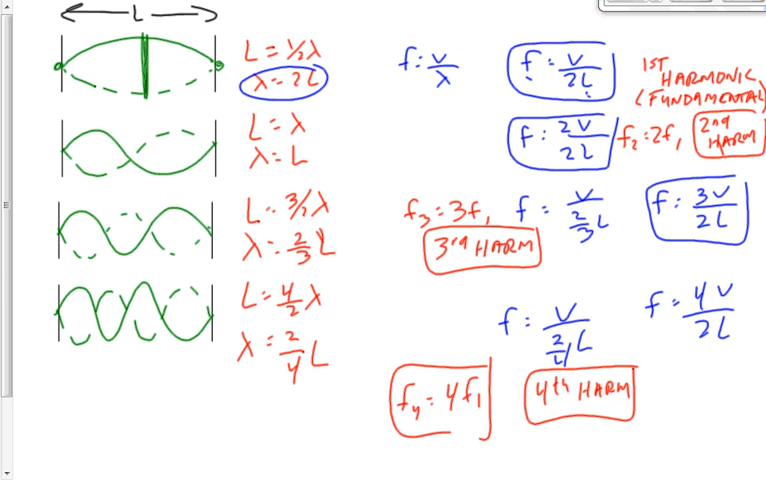 L
L = 1/2 λ
λ = 2L
f = v/λ
f = v/2L
1ST HARMONIC (FUNDAMENTAL)
L = λ
λ = L
f = 2v/2L
f₂ = 2f₁
2nd HARM
L = 3/2 λ
λ = 2/3 L
f₃ = 3f₁
3rd HARM
f = v/(2/3 L)
f = 3v/2L
L = 4/2 λ
λ = 2/4 L
f = v/(2/4 L)
f = 4v/2L
f₄ = 4f₁
4th HARM